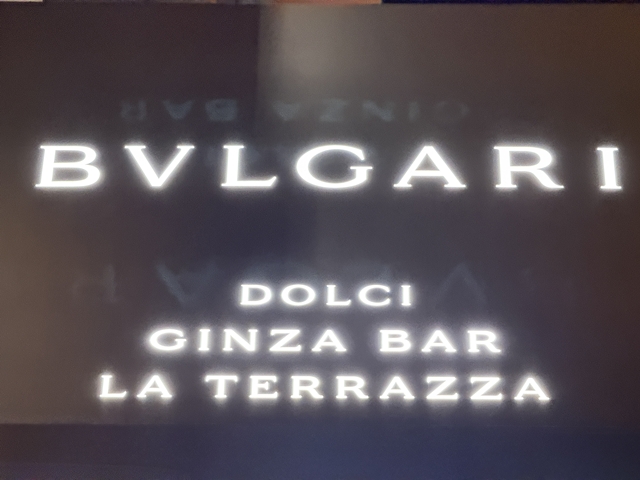 BVLGARI
DOLCI
GINZA BAR
LA TERRAZZA